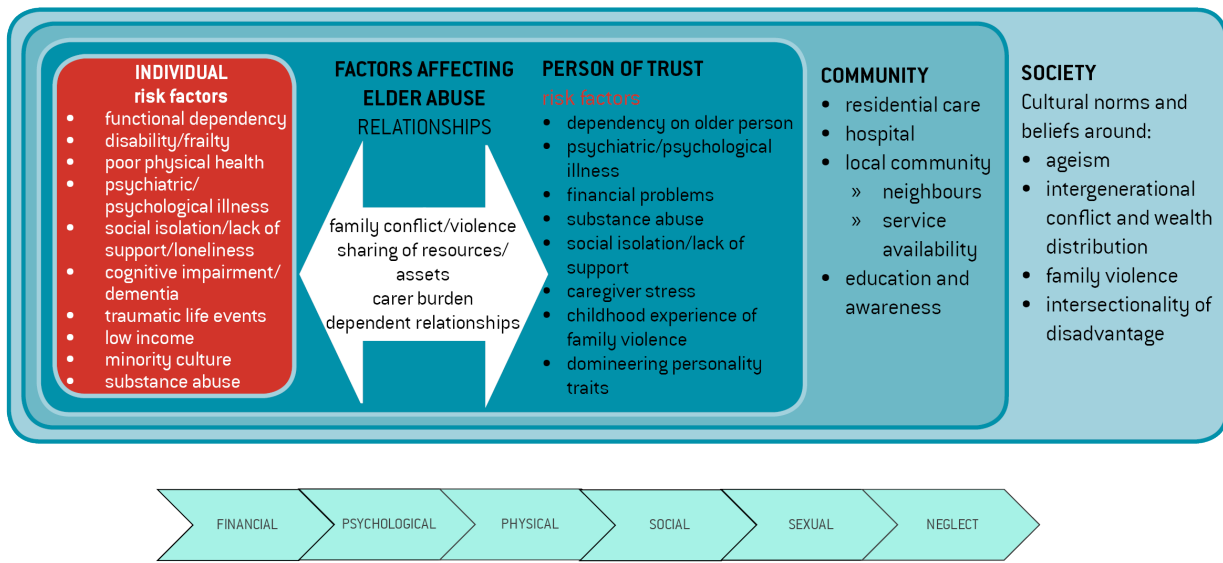 INDIVIDUAL
risk factors
• functional dependency
• disability/frailty
• poor physical health
• psychiatric/
psychological illness
• social isolation/lack of
support/loneliness
• cognitive impairment/
dementia
• traumatic life events
• low income
• minority culture
• substance abuse
FACTORS AFFECTING
ELDER ABUSE
RELATIONSHIPS
family conflict/violence
sharing of resources/
assets
carer burden
dependent relationships
PERSON OF TRUST
risk factors
• dependency on older person
• psychiatric/psychological
illness
• financial problems
• substance abuse
• social isolation/lack of
support
• caregiver stress
• childhood experience of
family violence
• domineering personality
traits
COMMUNITY
• residential care
• hospital
• local community
» neighbours
» service
availability
• education and
awareness
SOCIETY
Cultural norms and
beliefs around:
• ageism
• intergenerational
conflict and wealth
distribution
• family violence
• intersectionality of
disadvantage
FINANCIAL
PSYCHOLOGICAL
PHYSICAL
SOCIAL
SEXUAL
NEGLECT